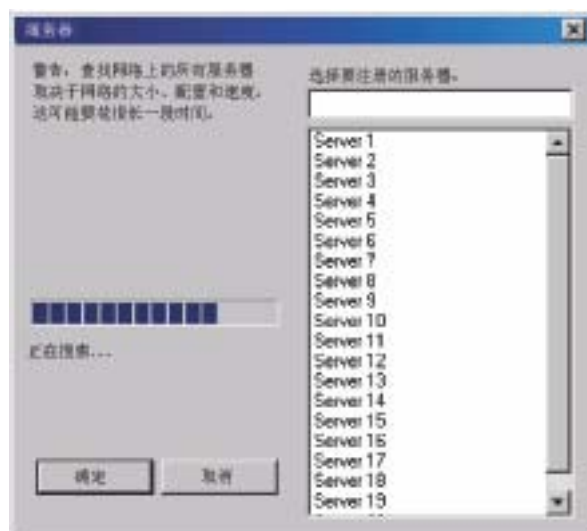 服务器
警告：查找网络上的所有服务器
取决于网络的大小、配置和速度。
这可能要花很长一段时间。
正在搜索...
确定
取消
选择要注册的服务器。
Server 1
Server 2
Server 3
Server 4
Server 5
Server 6
Server 7
Server 8
Server 9
Server 10
Server 11
Server 12
Server 13
Server 14
Server 15
Server 16
Server 17
Server 18
Server 19